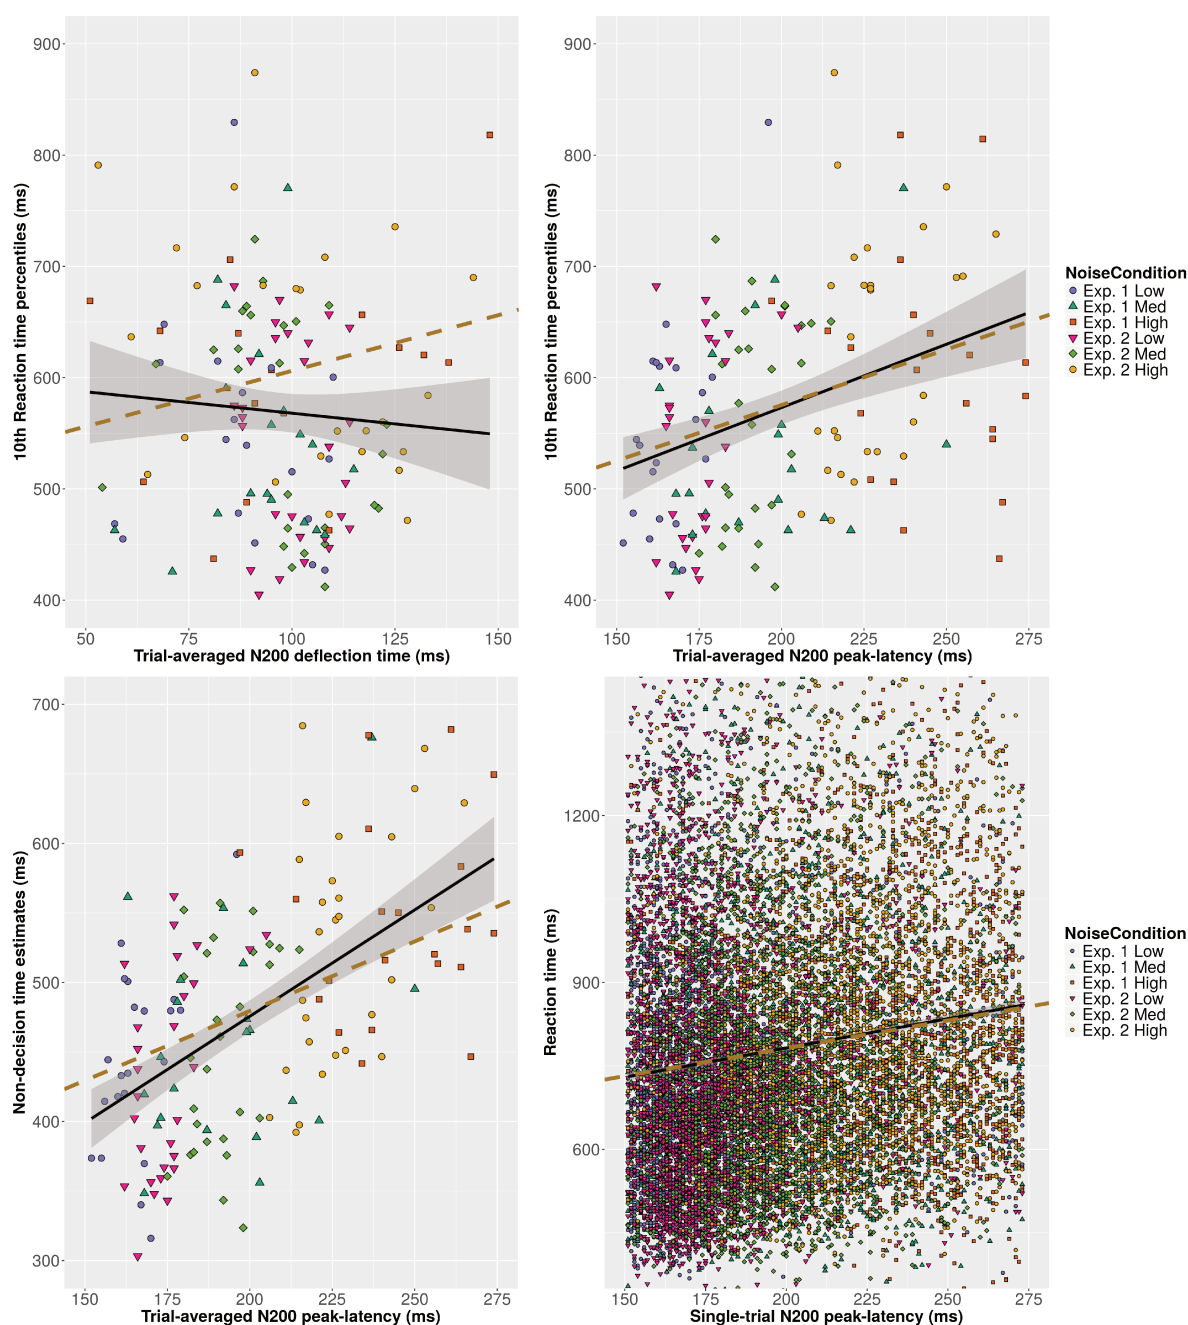 900
800
700
600
500
400
10th Reaction time percentiles (ms)
50
75
100
125
150
Trial-averaged N200 deflection time (ms)
900
800
700
600
500
400
10th Reaction time percentiles (ms)
150
175
200
225
250
275
Trial-averaged N200 peak-latency (ms)
NoiseCondition
Exp. 1 Low
Exp. 1 Med
Exp. 1 High
Exp. 2 Low
Exp. 2 Med
Exp. 2 High
700
600
500
400
300
Non-decision time estimates (ms)
150
175
200
225
250
275
Trial-averaged N200 peak-latency (ms)
1200
900
600
Reaction time (ms)
150
175
200
225
250
275
Single-trial N200 peak-latency (ms)
NoiseCondition
Exp. 1 Low
Exp. 1 Med
Exp. 1 High
Exp. 2 Low
Exp. 2 Med
Exp. 2 High